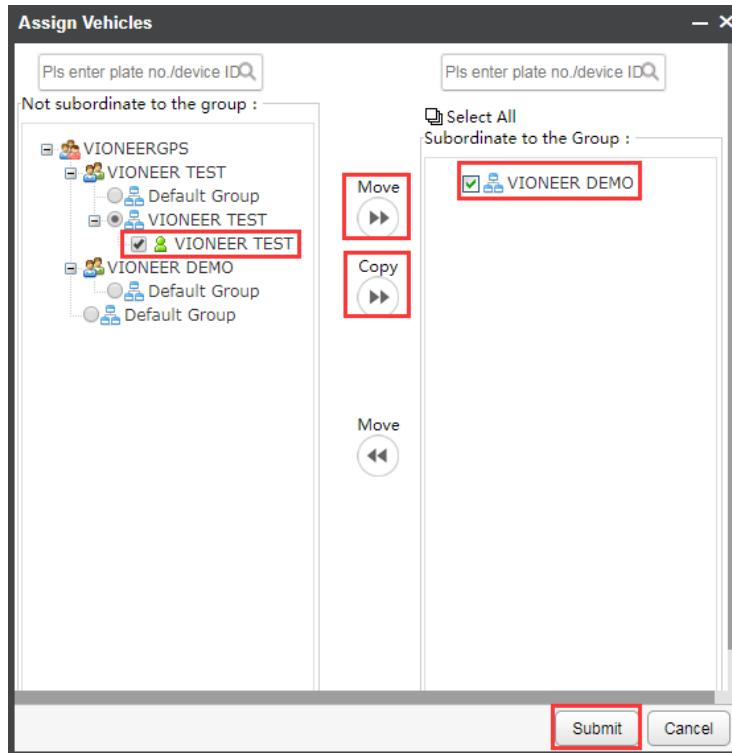 Assign Vehicles
Pls enter plate no./device ID
Not subordinate to the group :
VIONEERGPS
VIONEER TEST
Default Group
VIONEER TEST
VIONEER TEST
VIONEER DEMO
Default Group
Default Group
Move
Copy
Move
Pls enter plate no./device ID
Select All
Subordinate to the Group :
VIONEER DEMO
Submit
Cancel